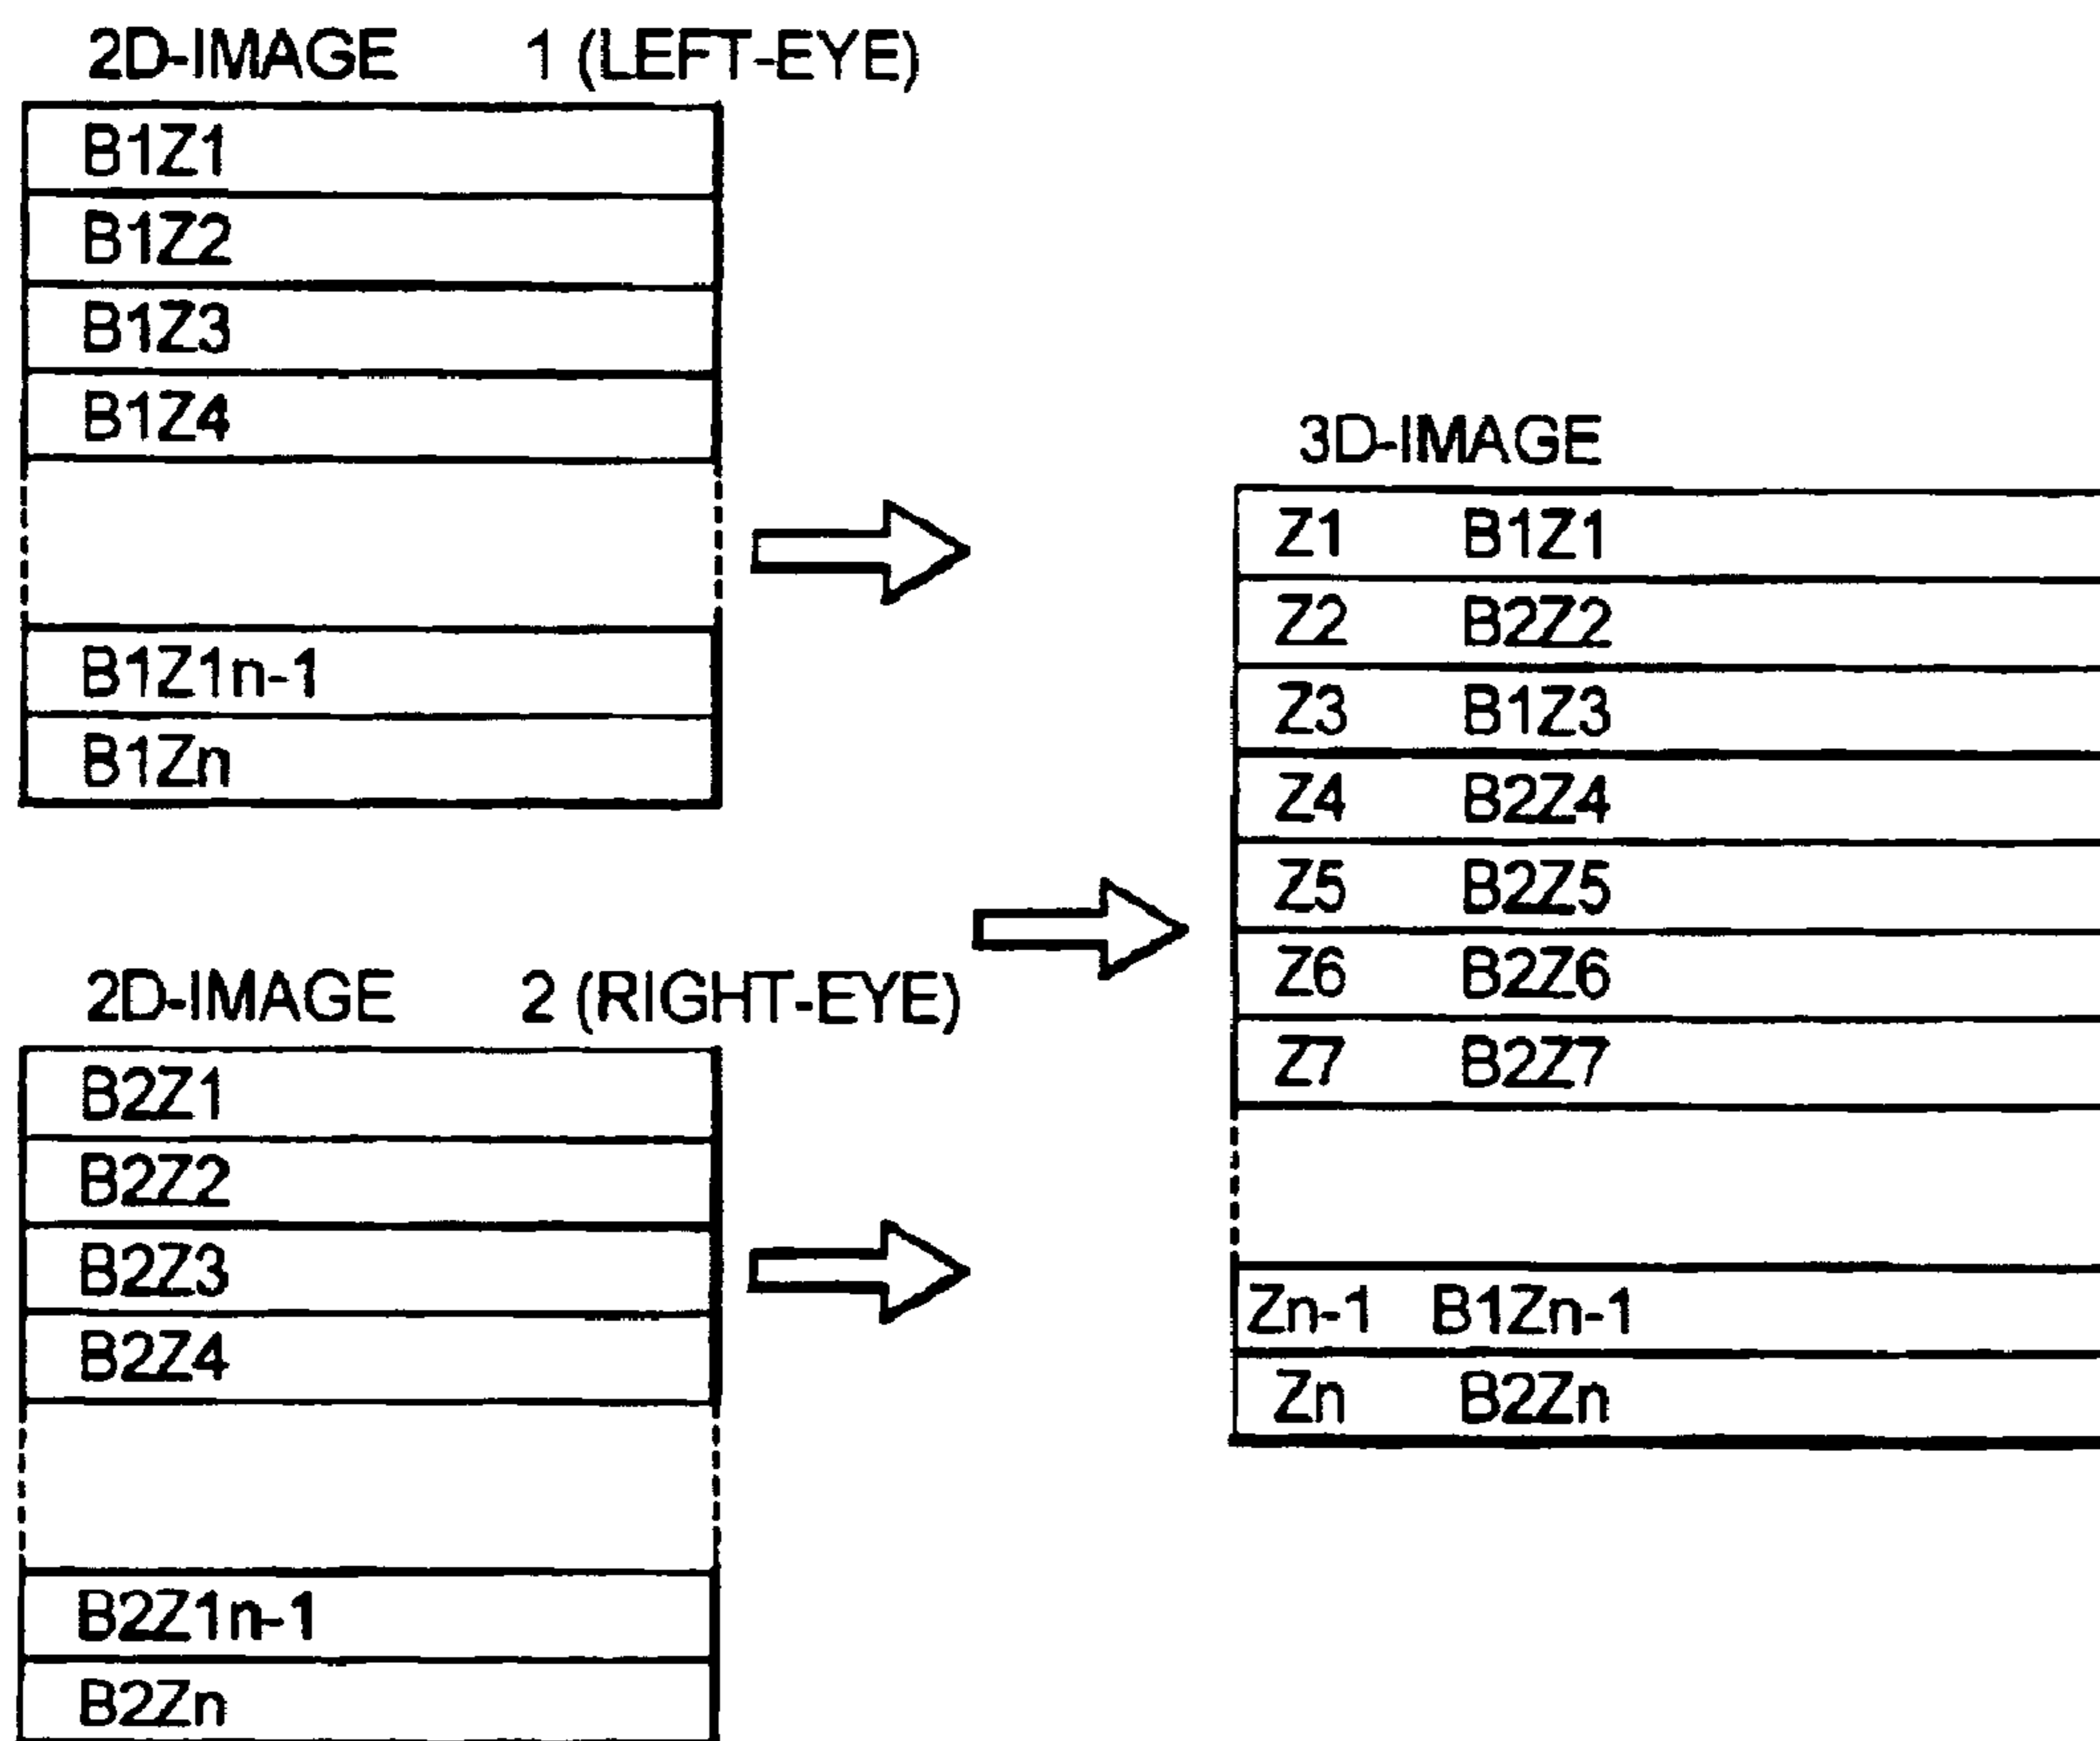 2D-IMAGE 1 (LEFT-EYE)
B1Z1
B1Z2
B1Z3
B1Z4
B1Z1n-1
B1Zn
2D-IMAGE 2 (RIGHT-EYE)
B2Z1
B2Z2
B2Z3
B2Z4
B2Z1n-1
B2Zn
3D-IMAGE
Z1 B1Z1
Z2 B2Z2
Z3 B1Z3
Z4 B2Z4
Z5 B2Z5
Z6 B2Z6
Z7 B2Z7
Zn-1 B1Zn-1
Zn B2Zn